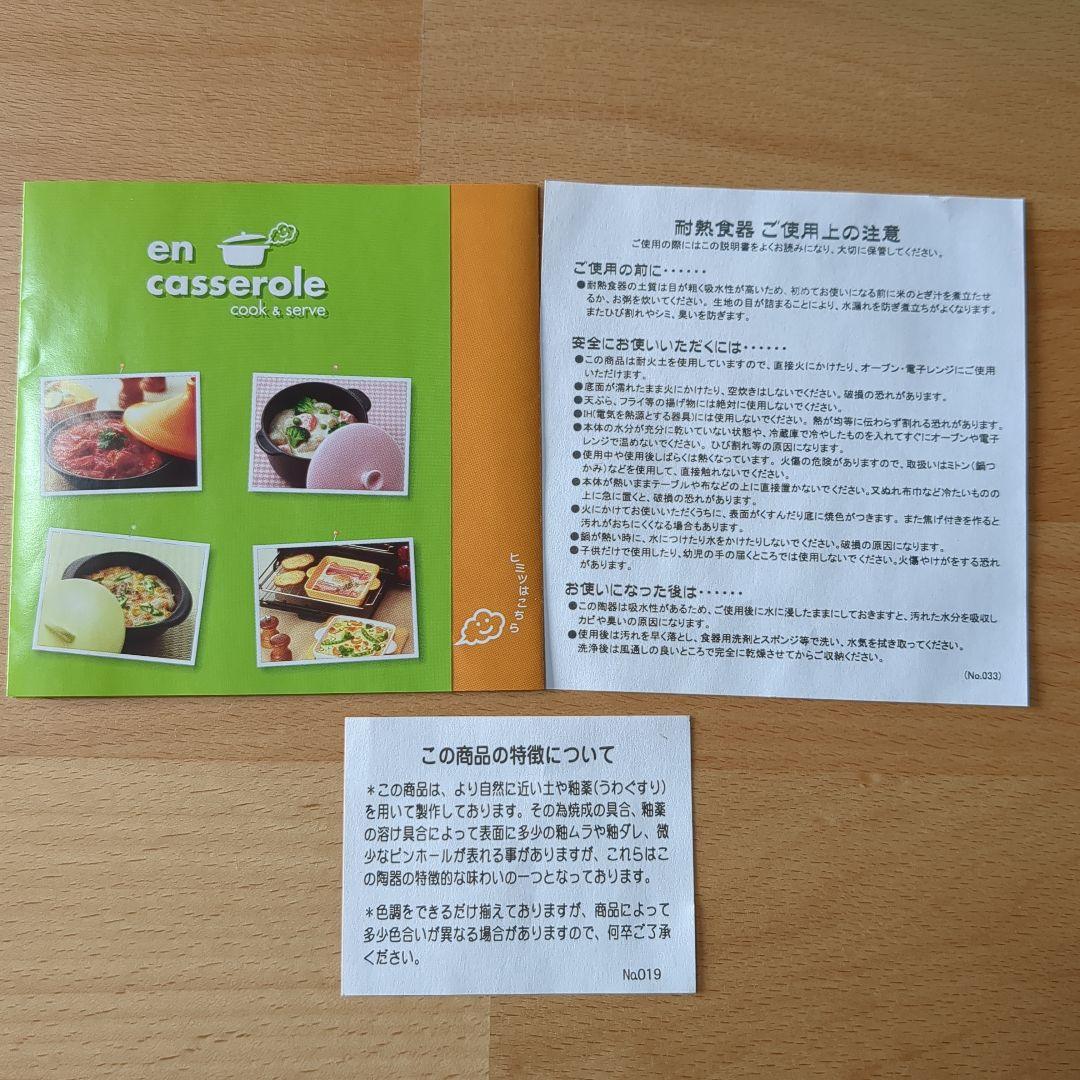 en
casserole
cook & serve
ヒミツはこちら
耐熱食器 ご使用上の注意
ご使用の際にはこの説明書をよくお読みになり、大切に保管してください。
ご使用の前に・・・・・・
●耐熱食器の土質は目が粗く吸水性が高いため、初めてお使いになる前に米のとぎ汁を煮立たせ
るか、お粥を炊いてください。生地の目が詰まることにより、水漏れを防ぎ煮立ちがよくなります。
またひび割れやシミ、臭いを防ぎます。
安全にお使いいただくには・・・・・・
●この商品は耐火土を使用していますので、直接火にかけたり、オーブン・電子レンジにご使用
いただけます。
●底面が濡れたまま火にかけたり、空炊きはしないでください。破損の恐れがあります。
●天ぷら、フライ等の揚げ物には絶対に使用しないでください。
●IH(電気を熱源とする器具)には使用しないでください。熱が均等に伝わらず割れる恐れがあります。
●本体の水分が充分に乾いていない状態や、冷蔵庫で冷やしたものを入れてすぐにオーブンや電子
レンジで温めないでください。ひび割れ等の原因になります。
●使用中や使用後しばらくは熱くなっています。火傷の危険がありますので、取扱いはミトン(鍋つ
かみ)などを使用して、直接触れないでください。
●本体が熱いままテーブルや布などの上に直接置かないでください。又ぬれ布巾など冷たいものの
上に急に置くと、破損の恐れがあります。
●火にかけてお使いいただくうちに、表面がくすんだり底に焼色がつきます。また焦げ付きを作ると
汚れがおちにくくなる場合もあります。
●鍋が熱い時に、水につけたり水をかけたりしないでください。破損の原因になります。
●子供だけで使用したり、幼児の手の届くところでは使用しないでください。火傷やけがをする恐れ
があります。
お使いになった後は・・・・・・
●この陶器は吸水性があるため、ご使用後に水に浸したままにしておきますと、汚れた水分を吸収し
カビや臭いの原因になります。
●使用後は汚れを早く落とし、食器用洗剤とスポンジ等で洗い、水気を拭き取ってください。
洗浄後は風通しの良いところで完全に乾燥させてからご収納ください。
(No.033)
この商品の特徴について
＊この商品は、より自然に近い土や釉薬(うわぐすり)
を用いて製作しております。その為焼成の具合、釉薬
の溶け具合によって表面に多少の釉ムラや釉ダレ、微
少なピンホールが表れる事がありますが、これらはこ
の陶器の特徴的な味わいの一つとなっております。
＊色調をできるだけ揃えておりますが、商品によって
多少色合いが異なる場合がありますので、何卒ご了承
ください。
No.019